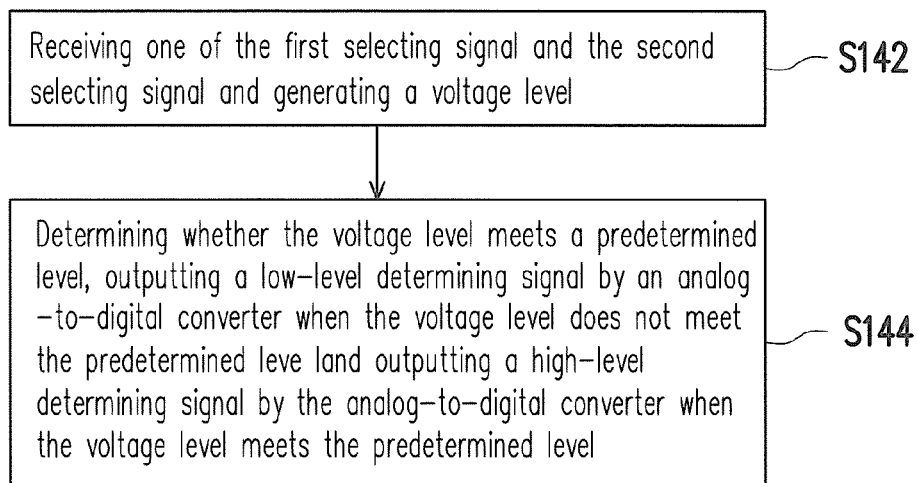 Receiving one of the first selecting signal and the second
selecting signal and generating a voltage level
S142
Determining whether the voltage level meets a predetermined
level, outputting a low-level determining signal by an analog
-to-digital converter when the voltage level does not meet
the predetermined leve land outputting a high-level
determining signal by the analog-to-digital converter when
the voltage level meets the predetermined level
S144